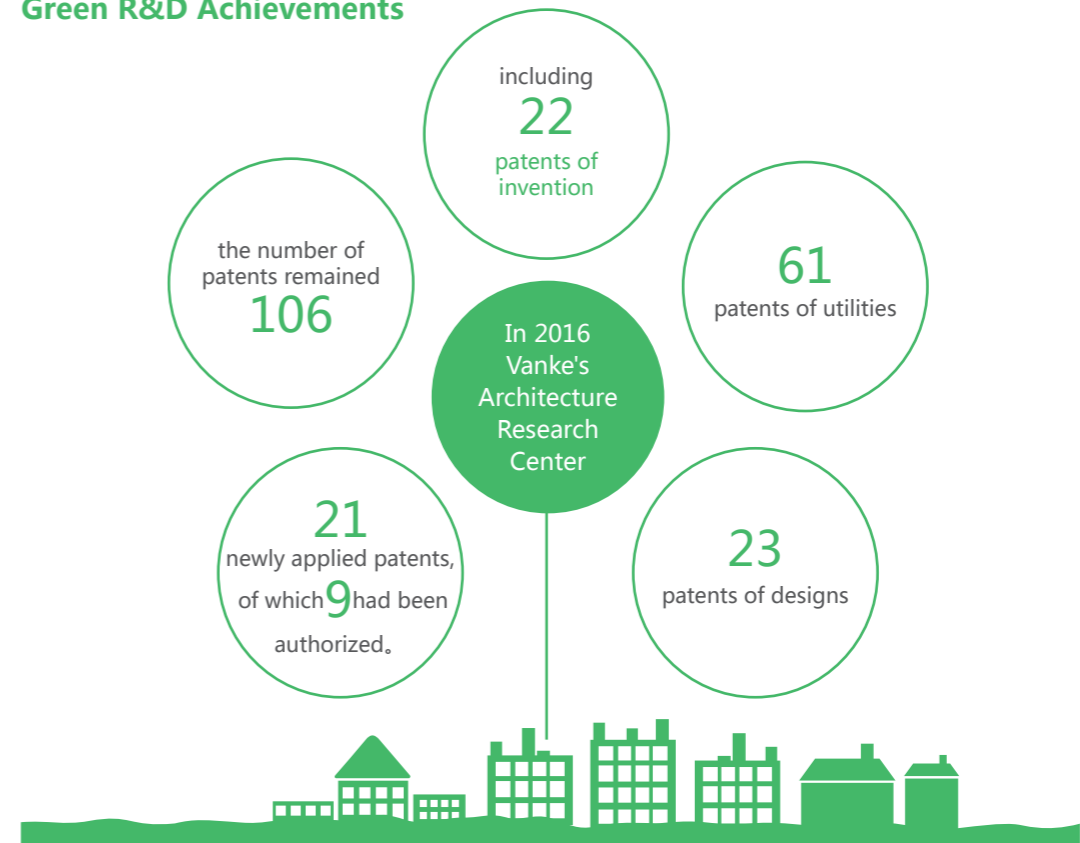 Green R&D Achievements
including
22
patents of
invention
the number of
patents remained
106
61
patents of utilities
In 2016
Vanke's
Architecture
Research
Center
21
newly applied patents,
of which 9 had been
authorized。
23
patents of designs